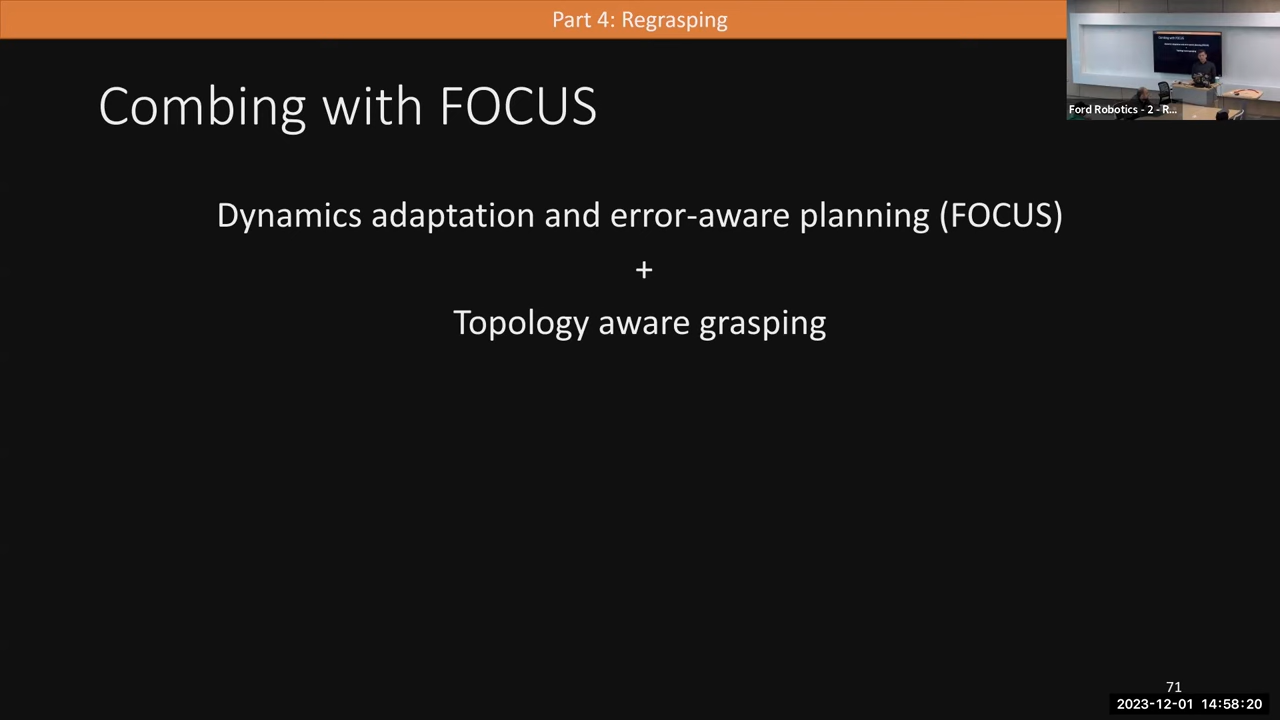 Part 4: Regrasping
Combing with FOCUS
Dynamics adaptation and error-aware planning (FOCUS)
+
Topology aware grasping
Ford Robotics - 2 - R...
71
2023-12-01 14:58:20